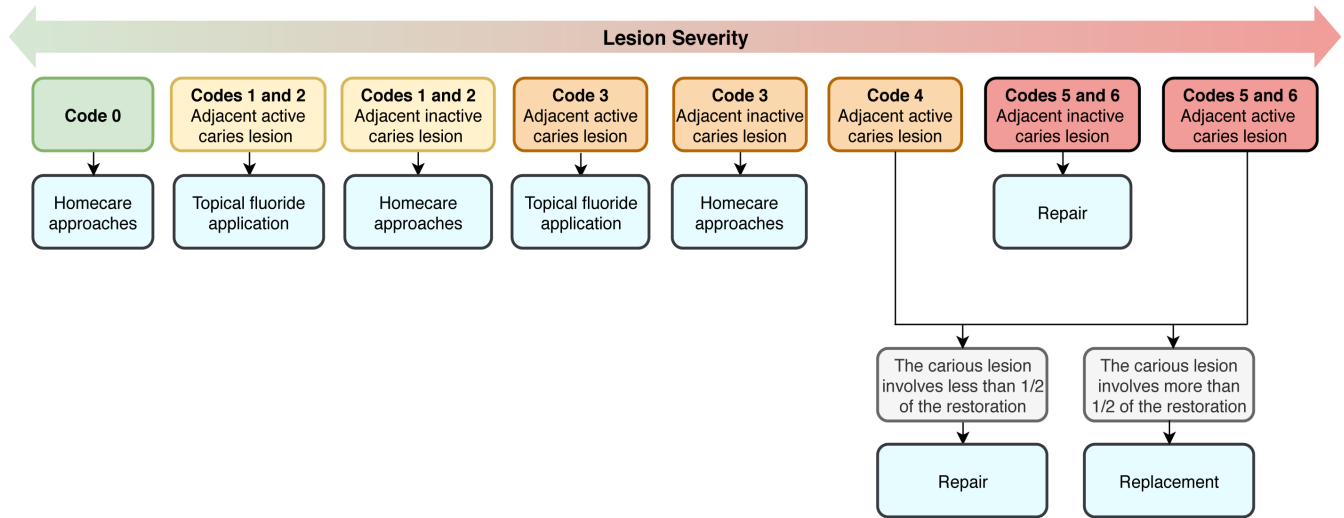 Lesion Severity
Code 0
Codes 1 and 2
Adjacent active
caries lesion
Codes 1 and 2
Adjacent inactive
caries lesion
Code 3
Adjacent active
caries lesion
Code 3
Adjacent inactive
caries lesion
Code 4
Adjacent active
caries lesion
Codes 5 and 6
Adjacent inactive
caries lesion
Codes 5 and 6
Adjacent active
caries lesion
Homecare
approaches
Topical fluoride
application
Homecare
approaches
Topical fluoride
application
Homecare
approaches
Repair
The carious lesion
involves less than 1/2
of the restoration
The carious lesion
involves more than
1/2 of the restoration
Repair
Replacement